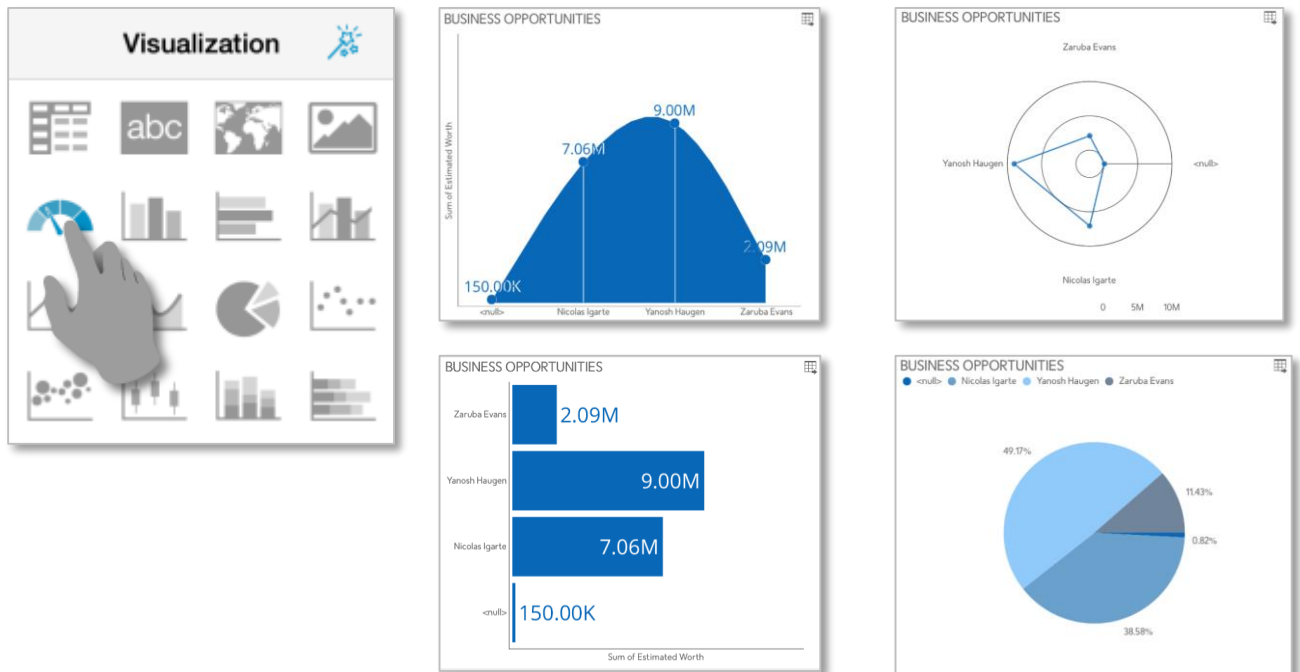 Visualization
abc
BUSINESS OPPORTUNITIES
Sum of Estimated Worth
150.00K
7.06M
9.00M
2.09M
<null>
Nicolas Igarte
Yanosh Haugen
Zaruba Evans
BUSINESS OPPORTUNITIES
Zaruba Evans
Yanosh Haugen
<null>
Nicolas Igarte
0 5M 10M
BUSINESS OPPORTUNITIES
Zaruba Evans 2.09M
Yanosh Haugen 9.00M
Nicolas Igarte 7.06M
<null> 150.00K
Sum of Estimated Worth
BUSINESS OPPORTUNITIES
<null> Nicolas Igarte Yanosh Haugen Zaruba Evans
49.17%
11.43%
0.82%
38.58%